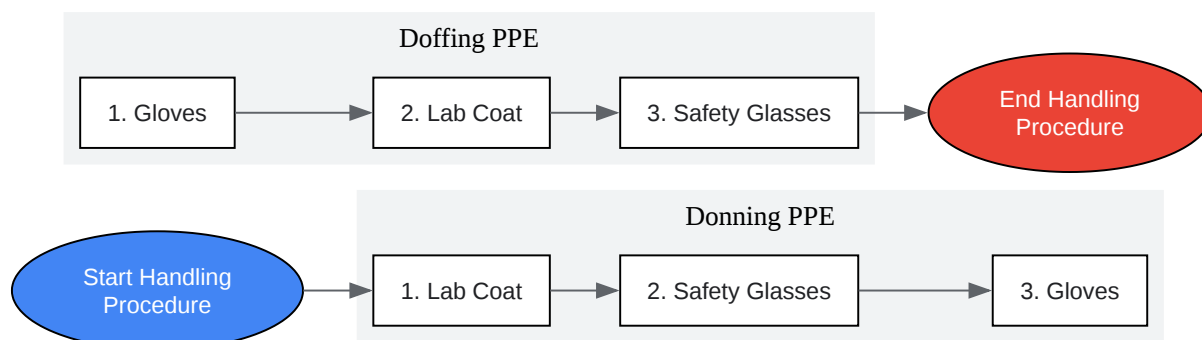 Doffing PPE
1. Gloves
2. Lab Coat
3. Safety Glasses
End Handling
Procedure
Donning PPE
Start Handling
Procedure
1. Lab Coat
2. Safety Glasses
3. Gloves